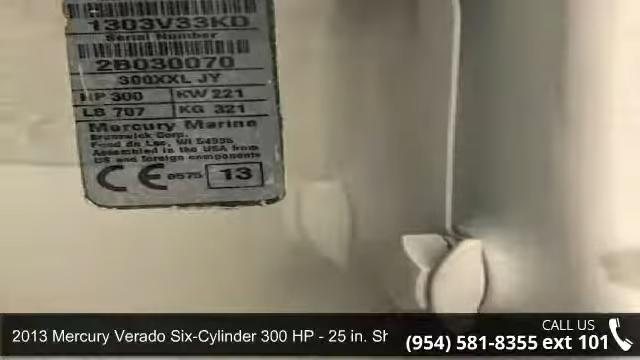 1303V33KD
Serial Number
2B030070
300XXL JY
HP 300 KW 221
LB 707 KG 321
Mercury Marine
Brunswick Corp.
Fond du Lac, WI 54935
Assembled in the USA from
US and foreign components
CE 0575 13
2013 Mercury Verado Six-Cylinder 300 HP - 25 in. Sh
CALL US
(954) 581-8355 ext 101